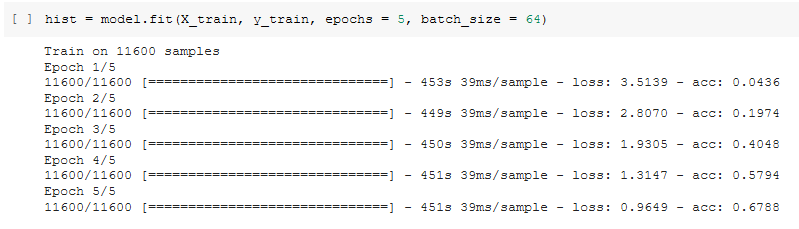 [ ] hist = model.fit(X_train, y_train, epochs = 5, batch_size = 64)
Train on 11600 samples
Epoch 1/5
11600/11600 [==============================] - 453s 39ms/sample - loss: 3.5139 - acc: 0.0436
Epoch 2/5
11600/11600 [==============================] - 449s 39ms/sample - loss: 2.8070 - acc: 0.1974
Epoch 3/5
11600/11600 [==============================] - 450s 39ms/sample - loss: 1.9305 - acc: 0.4048
Epoch 4/5
11600/11600 [==============================] - 451s 39ms/sample - loss: 1.3147 - acc: 0.5794
Epoch 5/5
11600/11600 [==============================] - 451s 39ms/sample - loss: 0.9649 - acc: 0.6788